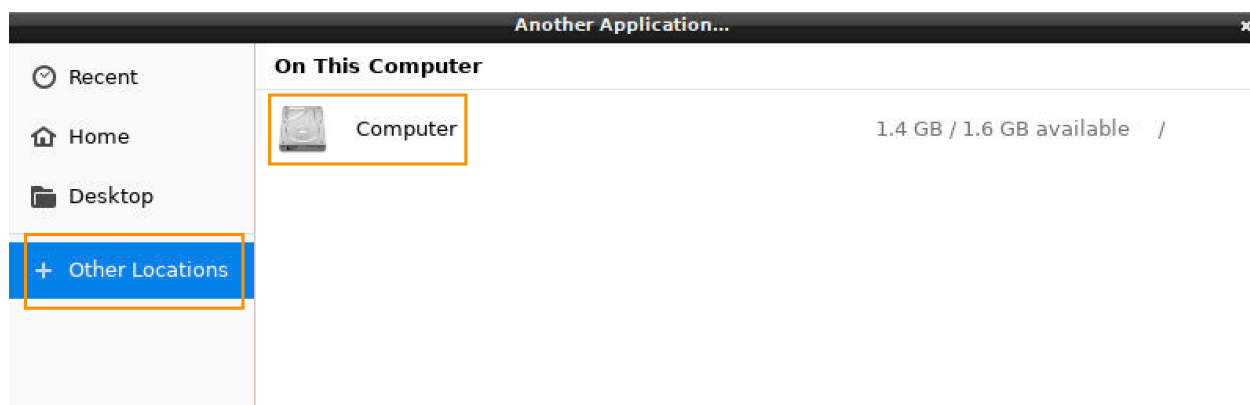 Another Application...
Recent
Home
Desktop
+ Other Locations
On This Computer
Computer 1.4 GB / 1.6 GB available /